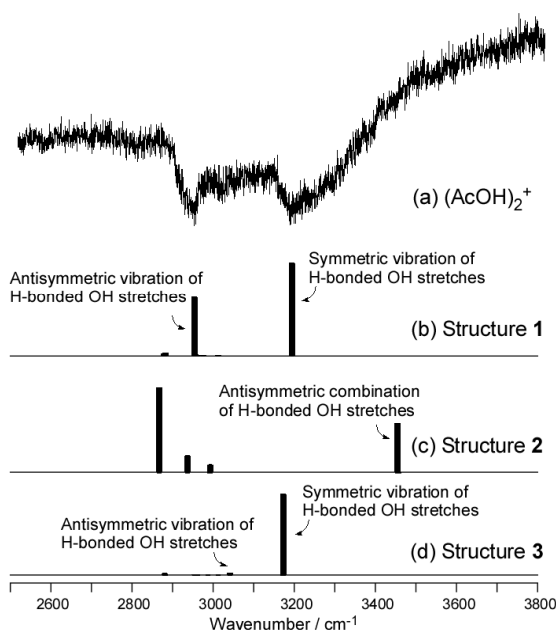 (a) (AcOH)₂⁺
Antisymmetric vibration of
H-bonded OH stretches
Symmetric vibration of
H-bonded OH stretches
(b) Structure 1
Antisymmetric combination
of H-bonded OH stretches
(c) Structure 2
Antisymmetric vibration of
H-bonded OH stretches
Symmetric vibration of
H-bonded OH stretches
(d) Structure 3
2600 2800 3000 3200 3400 3600 3800
Wavenumber / cm⁻¹